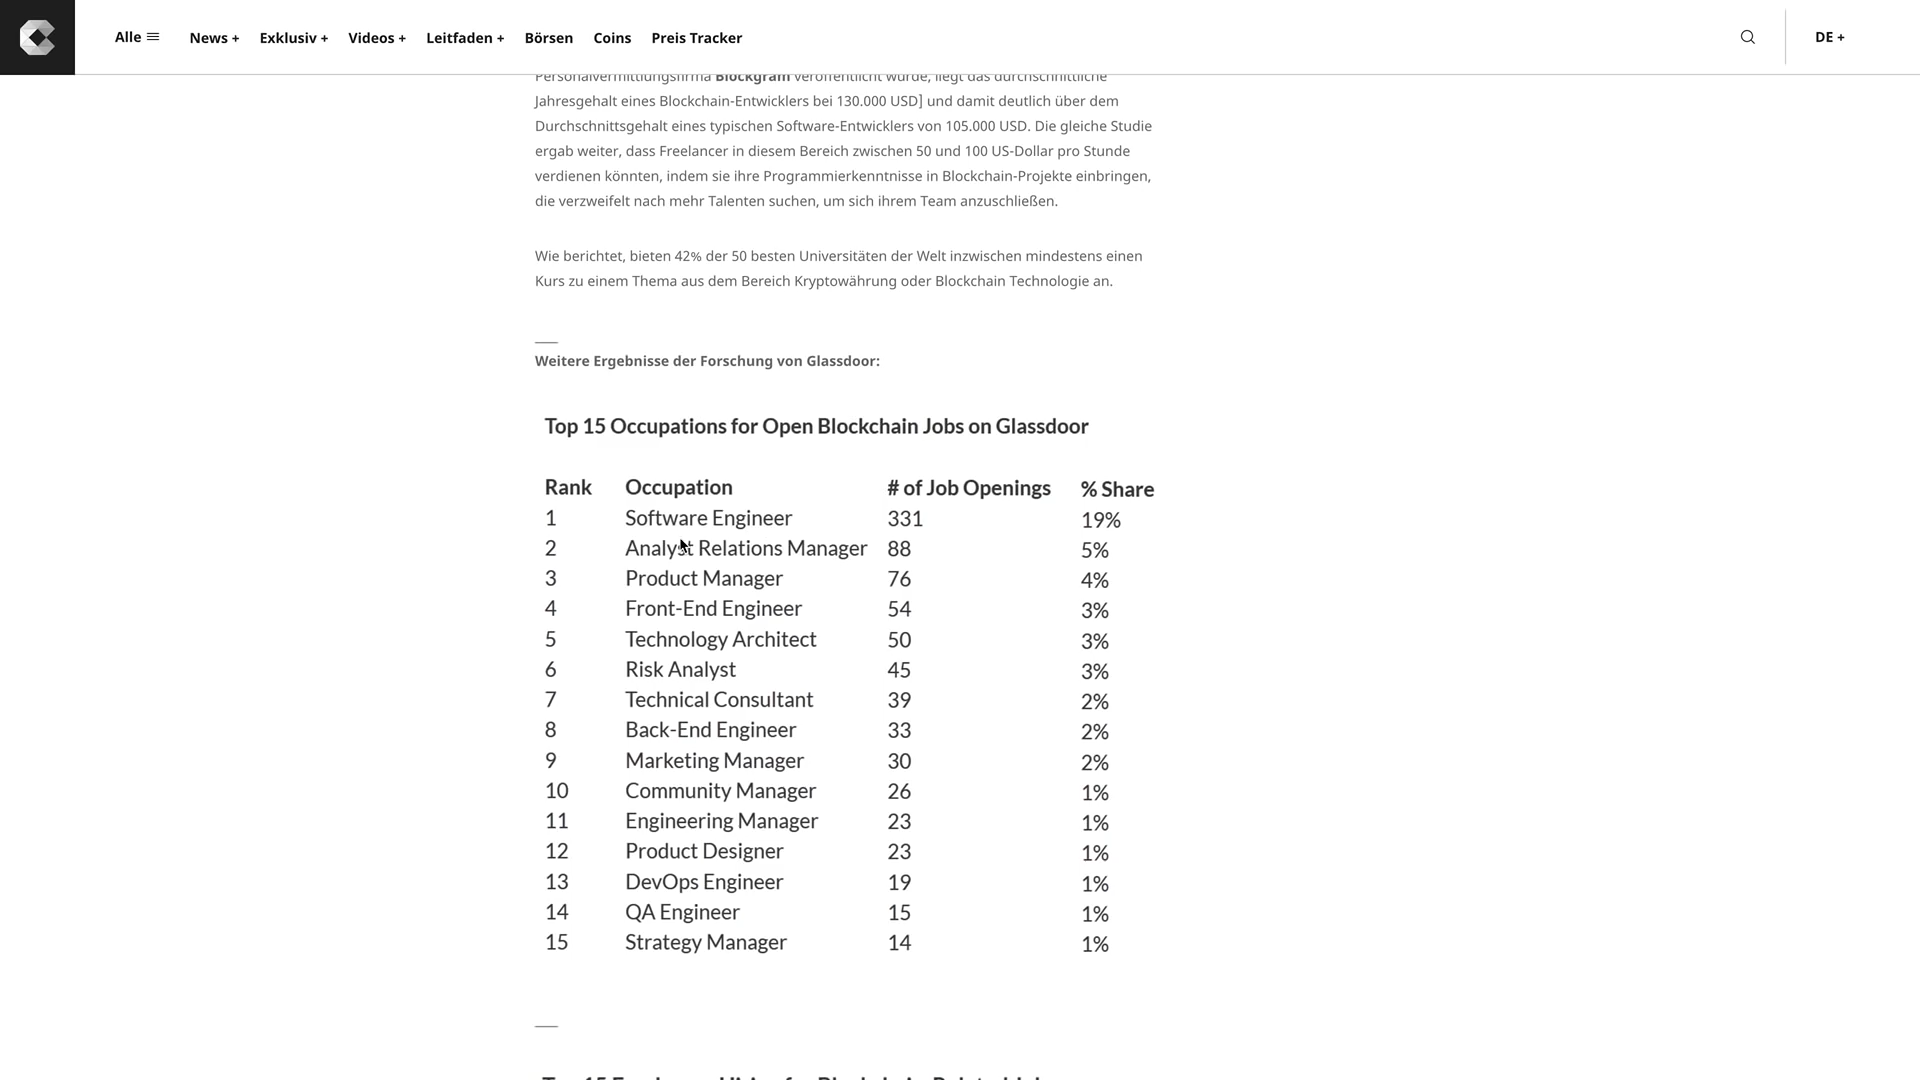 Alle
News +
Exklusiv +
Videos +
Leitfaden +
Börsen
Coins
Preis Tracker
DE +
Personalvermittlungsfirma Blockgram veröffentlicht wurde, liegt das durchschnittliche
Jahresgehalt eines Blockchain-Entwicklers bei 130.000 USD] und damit deutlich über dem
Durchschnittsgehalt eines typischen Software-Entwicklers von 105.000 USD. Die gleiche Studie
ergab weiter, dass Freelancer in diesem Bereich zwischen 50 und 100 US-Dollar pro Stunde
verdienen könnten, indem sie ihre Programmierkenntnisse in Blockchain-Projekte einbringen,
die verzweifelt nach mehr Talenten suchen, um sich ihrem Team anzuschließen.
Wie berichtet, bieten 42% der 50 besten Universitäten der Welt inzwischen mindestens einen
Kurs zu einem Thema aus dem Bereich Kryptowährung oder Blockchain Technologie an.
___
Weitere Ergebnisse der Forschung von Glassdoor:
Top 15 Occupations for Open Blockchain Jobs on Glassdoor
Rank Occupation # of Job Openings % Share
1 Software Engineer 331 19%
2 Analyst Relations Manager 88 5%
3 Product Manager 76 4%
4 Front-End Engineer 54 3%
5 Technology Architect 50 3%
6 Risk Analyst 45 3%
7 Technical Consultant 39 2%
8 Back-End Engineer 33 2%
9 Marketing Manager 30 2%
10 Community Manager 26 1%
11 Engineering Manager 23 1%
12 Product Designer 23 1%
13 DevOps Engineer 19 1%
14 QA Engineer 15 1%
15 Strategy Manager 14 1%
___